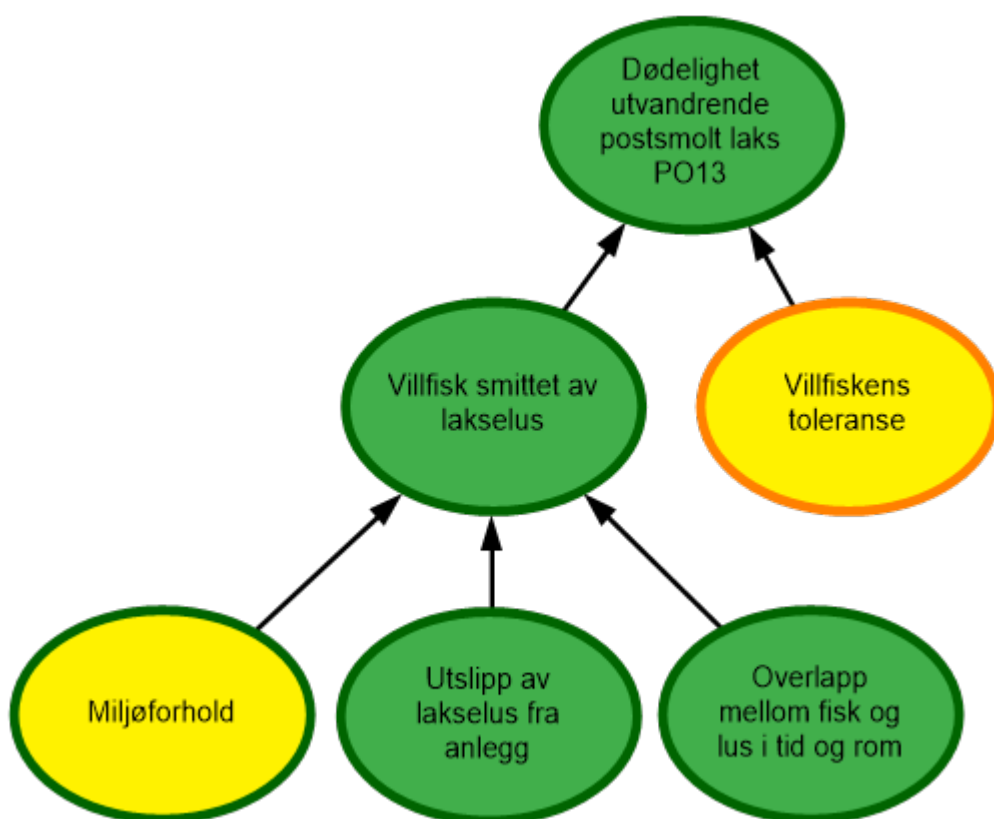 Dødelighet
utvandrende
postsmolt laks
PO13
Villfisk smittet av
lakselus
Villfiskens
toleranse
Miljøforhold
Utslipp av
lakselus fra
anlegg
Overlapp
mellom fisk og
lus i tid og rom